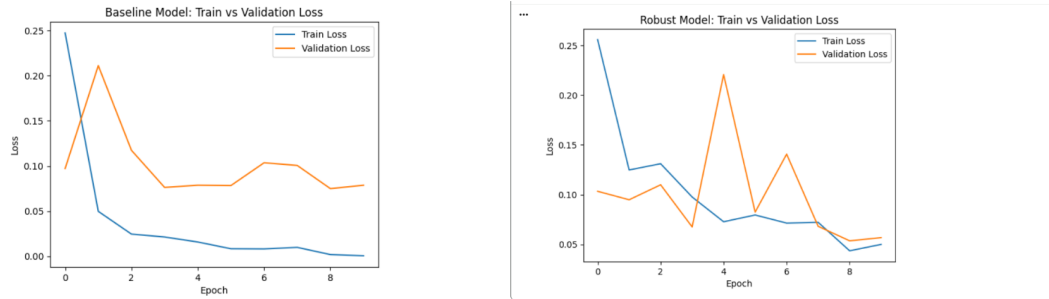 Baseline Model: Train vs Validation Loss
Train Loss
Validation Loss
0.25
0.20
0.15
0.10
0.05
0.00
Loss
0 2 4 6 8
Epoch
...
Robust Model: Train vs Validation Loss
Train Loss
Validation Loss
0.25
0.20
0.15
0.10
0.05
Loss
0 2 4 6 8
Epoch